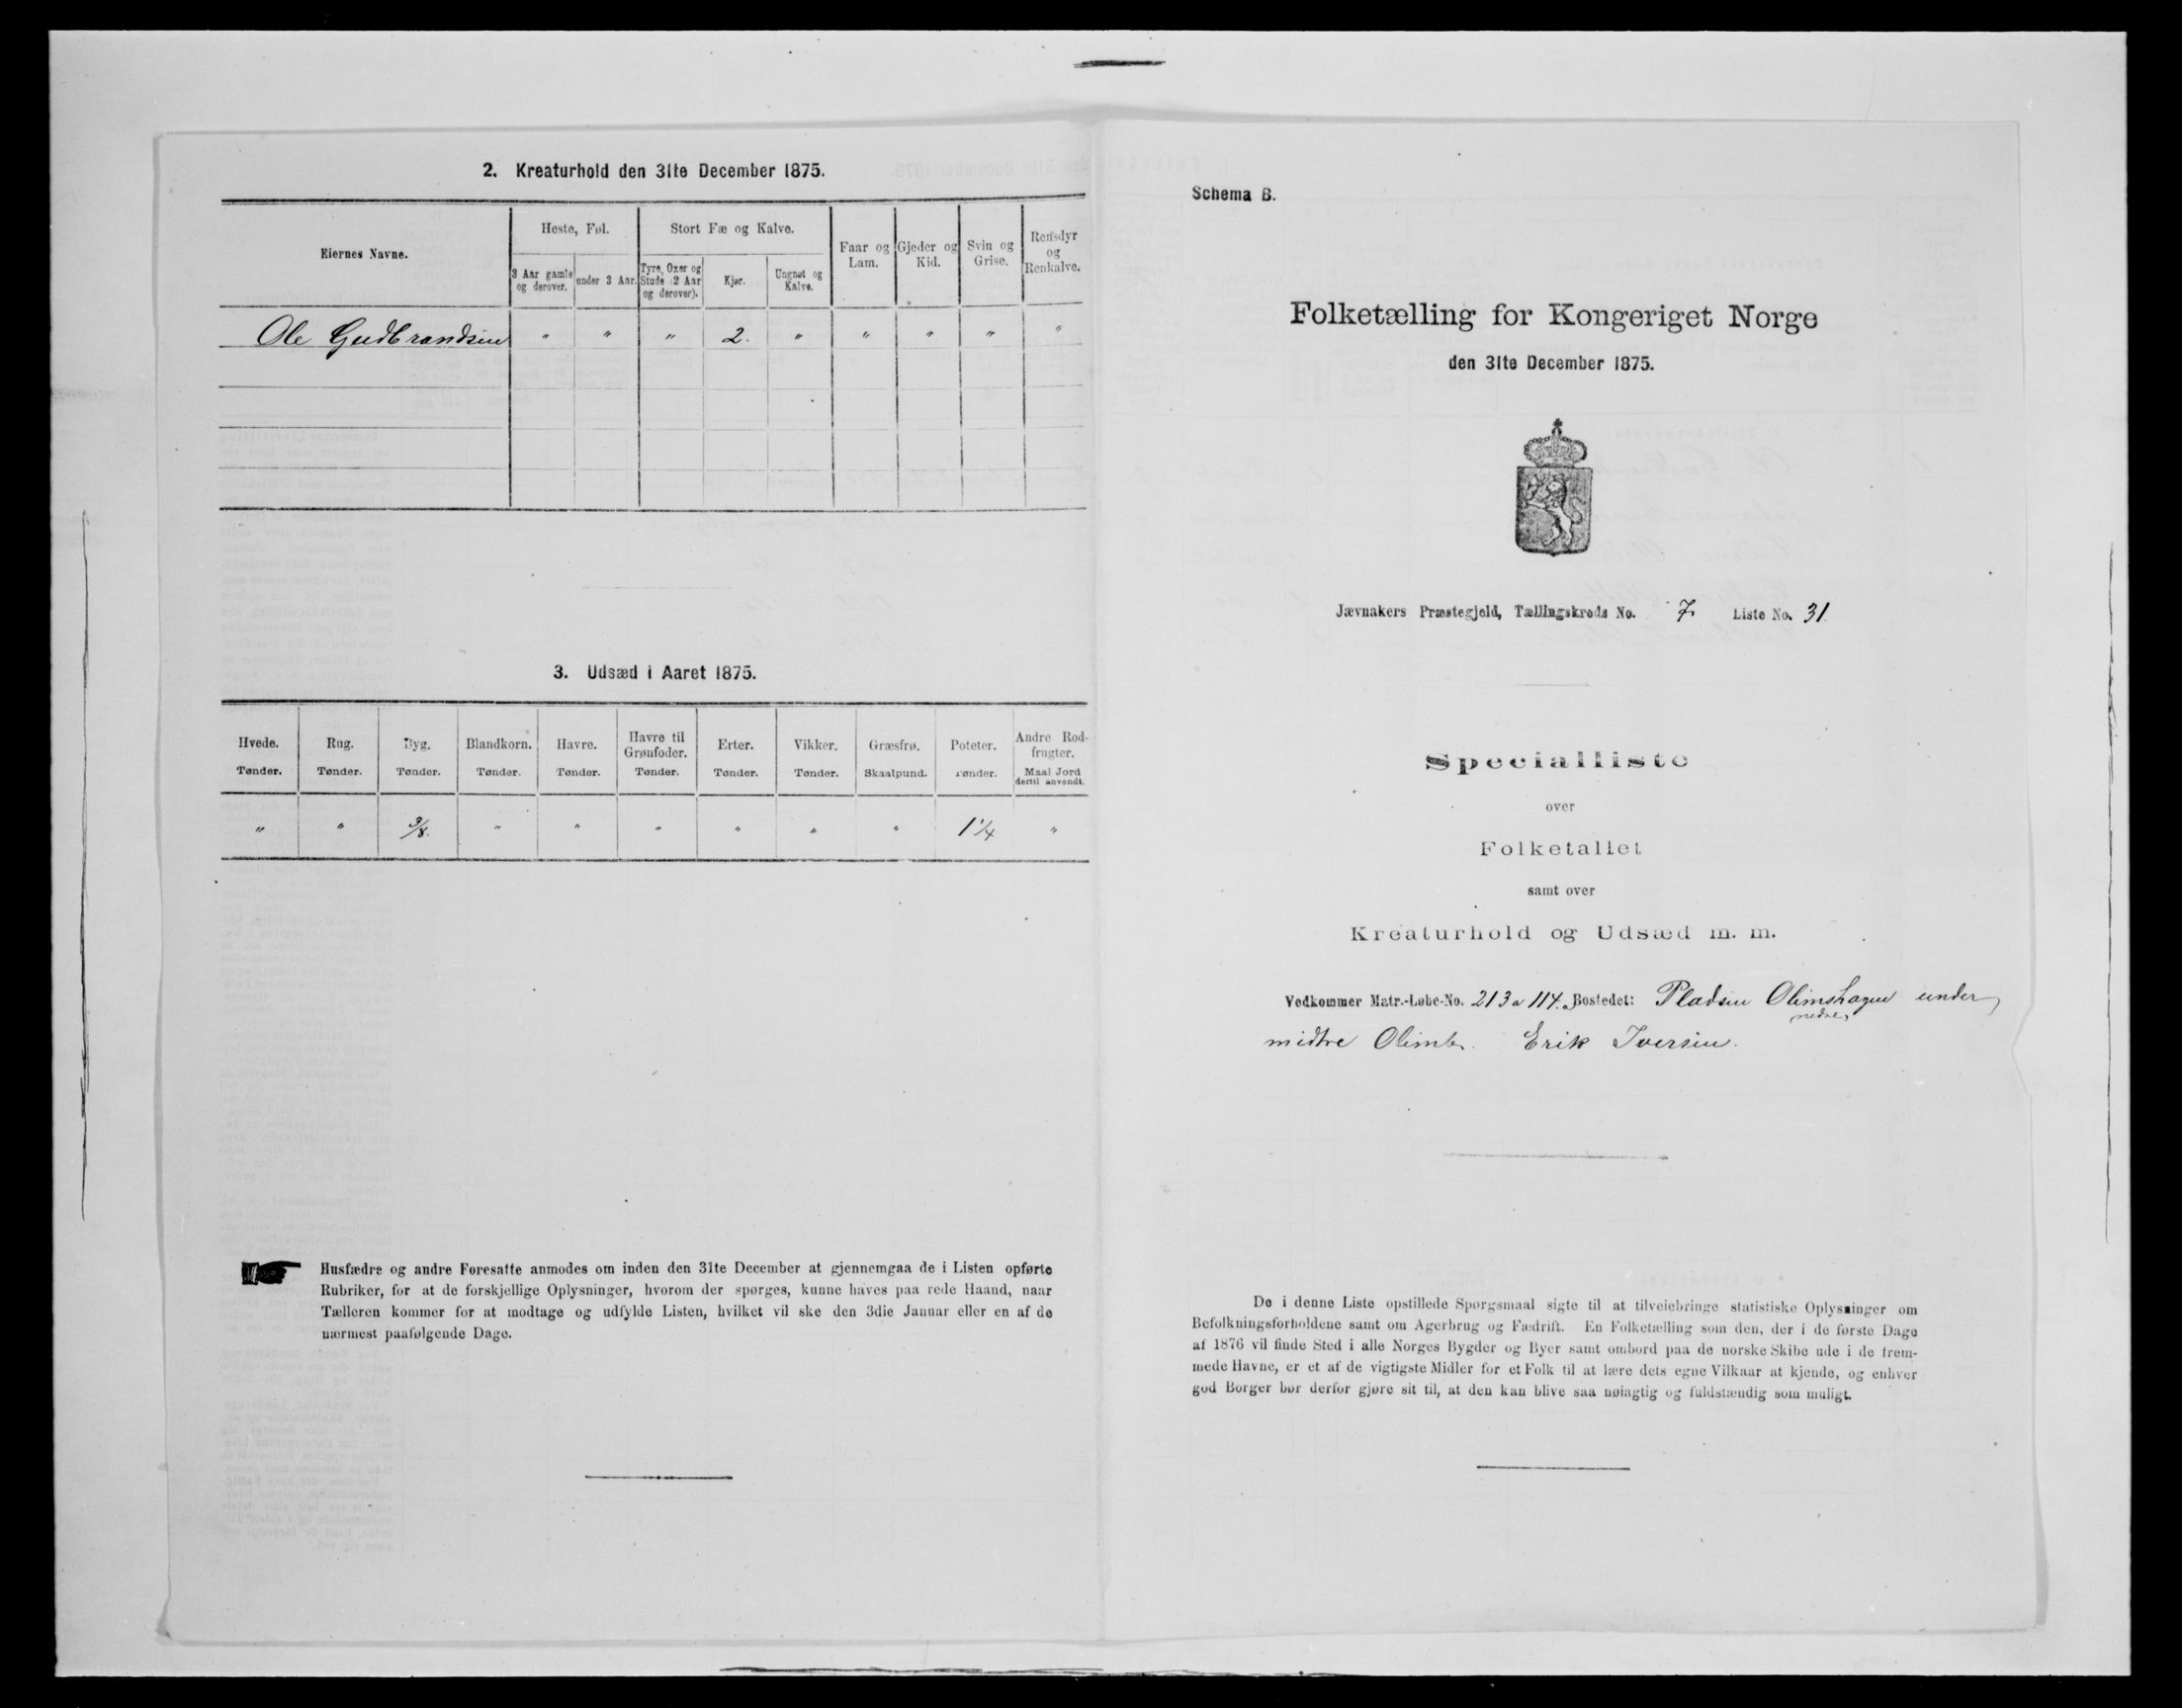 2. Kreaturhold den 31te December 1875.
Eiernes Navne.
Heste, Føl.
Stort Fæ og Kalve.
Faar og Lam.
Gjeder og Kid.
Svin og Grise.
Rensdyr og Renkalve.
3 Aar gamle og derover.
under 3 Aar.
Tyre, Oxer og Stude (2 Aar og derover).
Kjør.
Ungnøt og Kalve.
Ole Gudbrandsen " " " 2. " " " " "
3. Udsæd i Aaret 1875.
Hvede. Rug. Byg. Blandkorn. Havre. Havre til Grønfoder. Erter. Vikker. Græsfrø. Poteter. Andre Rodfrugter.
Tønder. Tønder. Tønder. Tønder. Tønder. Tønder. Tønder. Tønder. Skaalpund. Tønder. Maal Jord dertil anvendt.
" " 3/8. " " " " " " 1 1/4 "
Husfædre og andre Foresatte anmodes om inden den 31te December at gjennemgaa de i Listen opførte
Rubriker, for at de forskjellige Oplysninger, hvorom der spørges, kunne haves paa rede Haand, naar
Tælleren kommer for at modtage og udfylde Listen, hvilket vil ske den 3die Januar eller en af de
nærmest paafølgende Dage.
Schema B.
Folketælling for Kongeriget Norge
den 31te December 1875.
Jævnakers Præstegjeld, Tællingskreds No. 7. Liste No. 31.
Specialliste
over
Folketallet
samt over
Kreaturhold og Udsæd m. m.
Vedkommer Matr.-Løbe-No. 213a 114. Bostedet: Pladsen Olimshagen under
nedre,
midtre Olimb. Erik Iversen.
De i denne Liste opstillede Spørgsmaal sigte til at tilveiebringe statistiske Oplysninger om
Befolkningsforholdene samt om Agerbrug og Fædrift. En Folketælling som den, der i de første Dage
af 1876 vil finde Sted i alle Norges Bygder og Byer samt ombord paa de norske Skibe ude i de frem-
mede Havne, er et af de vigtigste Midler for et Folk til at lære dets egne Vilkaar at kjende, og enhver
god Borger bør derfor gjøre sit til, at den kan blive saa nøiagtig og fuldstændig som muligt.